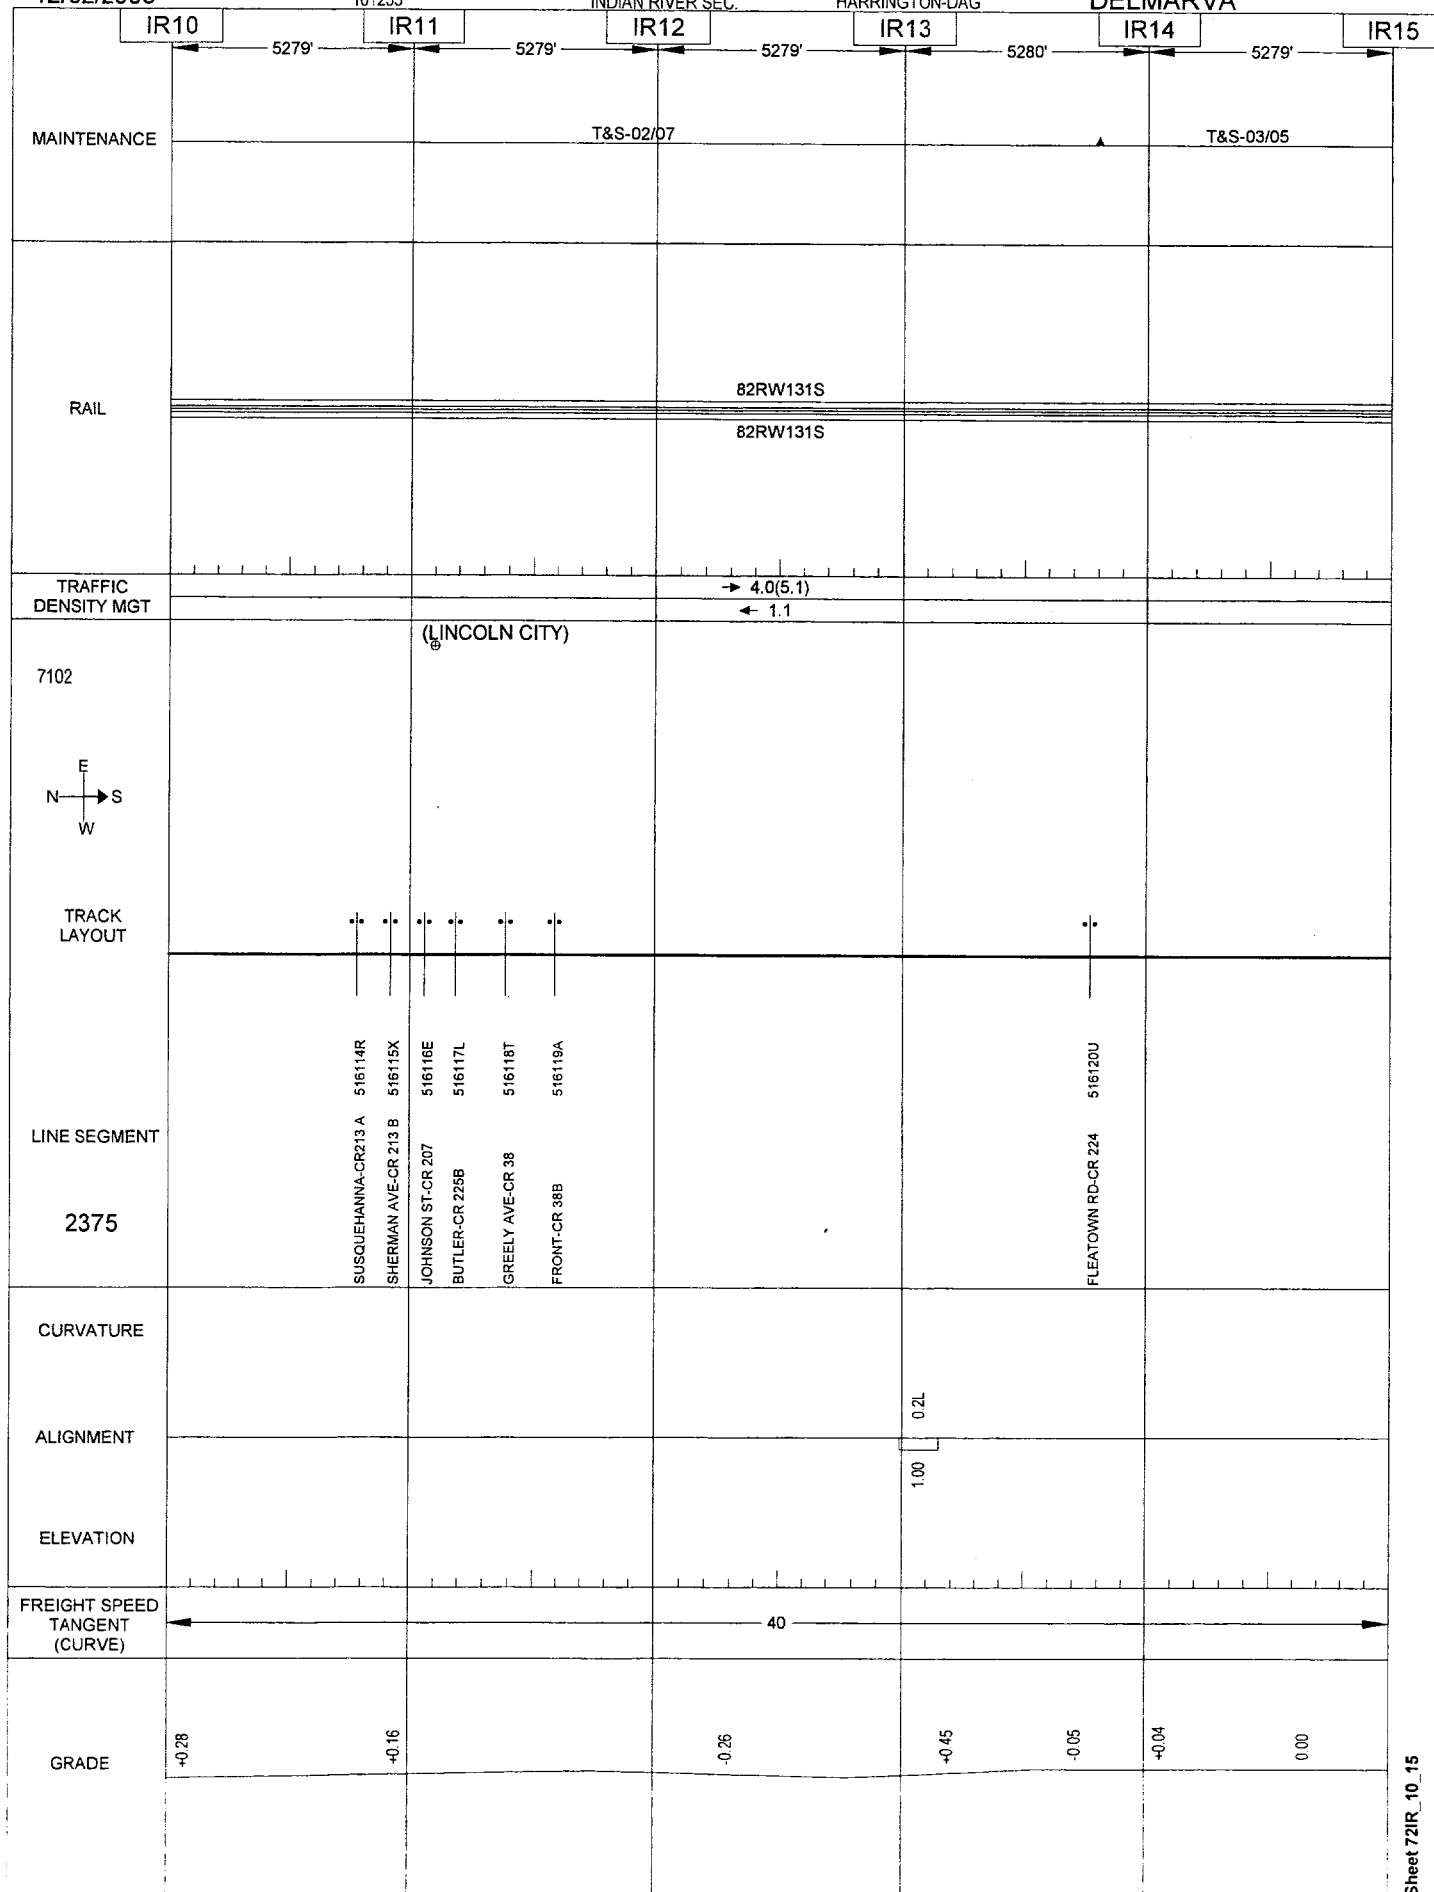 INDIAN RIVER SEC. HARRINGTON-DAG DELMARVA
IR10 IR11 IR12 IR13 IR14 IR15
5279' 5279' 5279' 5280' 5279'
MAINTENANCE T&S-02/07 T&S-03/05
82RW131S
RAIL
82RW131S
TRAFFIC
DENSITY MGT
4.0(5.1)
1.1
(LINCOLN CITY)
7102
E
N S
W
TRACK
LAYOUT
SUSQUEHANNA-CR213 A 516114R
SHERMAN AVE-CR 213 B 516115X
JOHNSON ST-CR 207 516116E
BUTLER-CR 225B 516117L
GREELY AVE-CR 38 516118T
FRONT-CR 38B 516119A
FLEATOWN RD-CR 224 516120U
LINE SEGMENT
2375
CURVATURE
0.2L
ALIGNMENT
1.00
ELEVATION
FREIGHT SPEED
TANGENT
(CURVE)
40
GRADE
+0.28 +0.16 -0.26 +0.45 -0.05 +0.04 0.00
Sheet 72IR_10_15